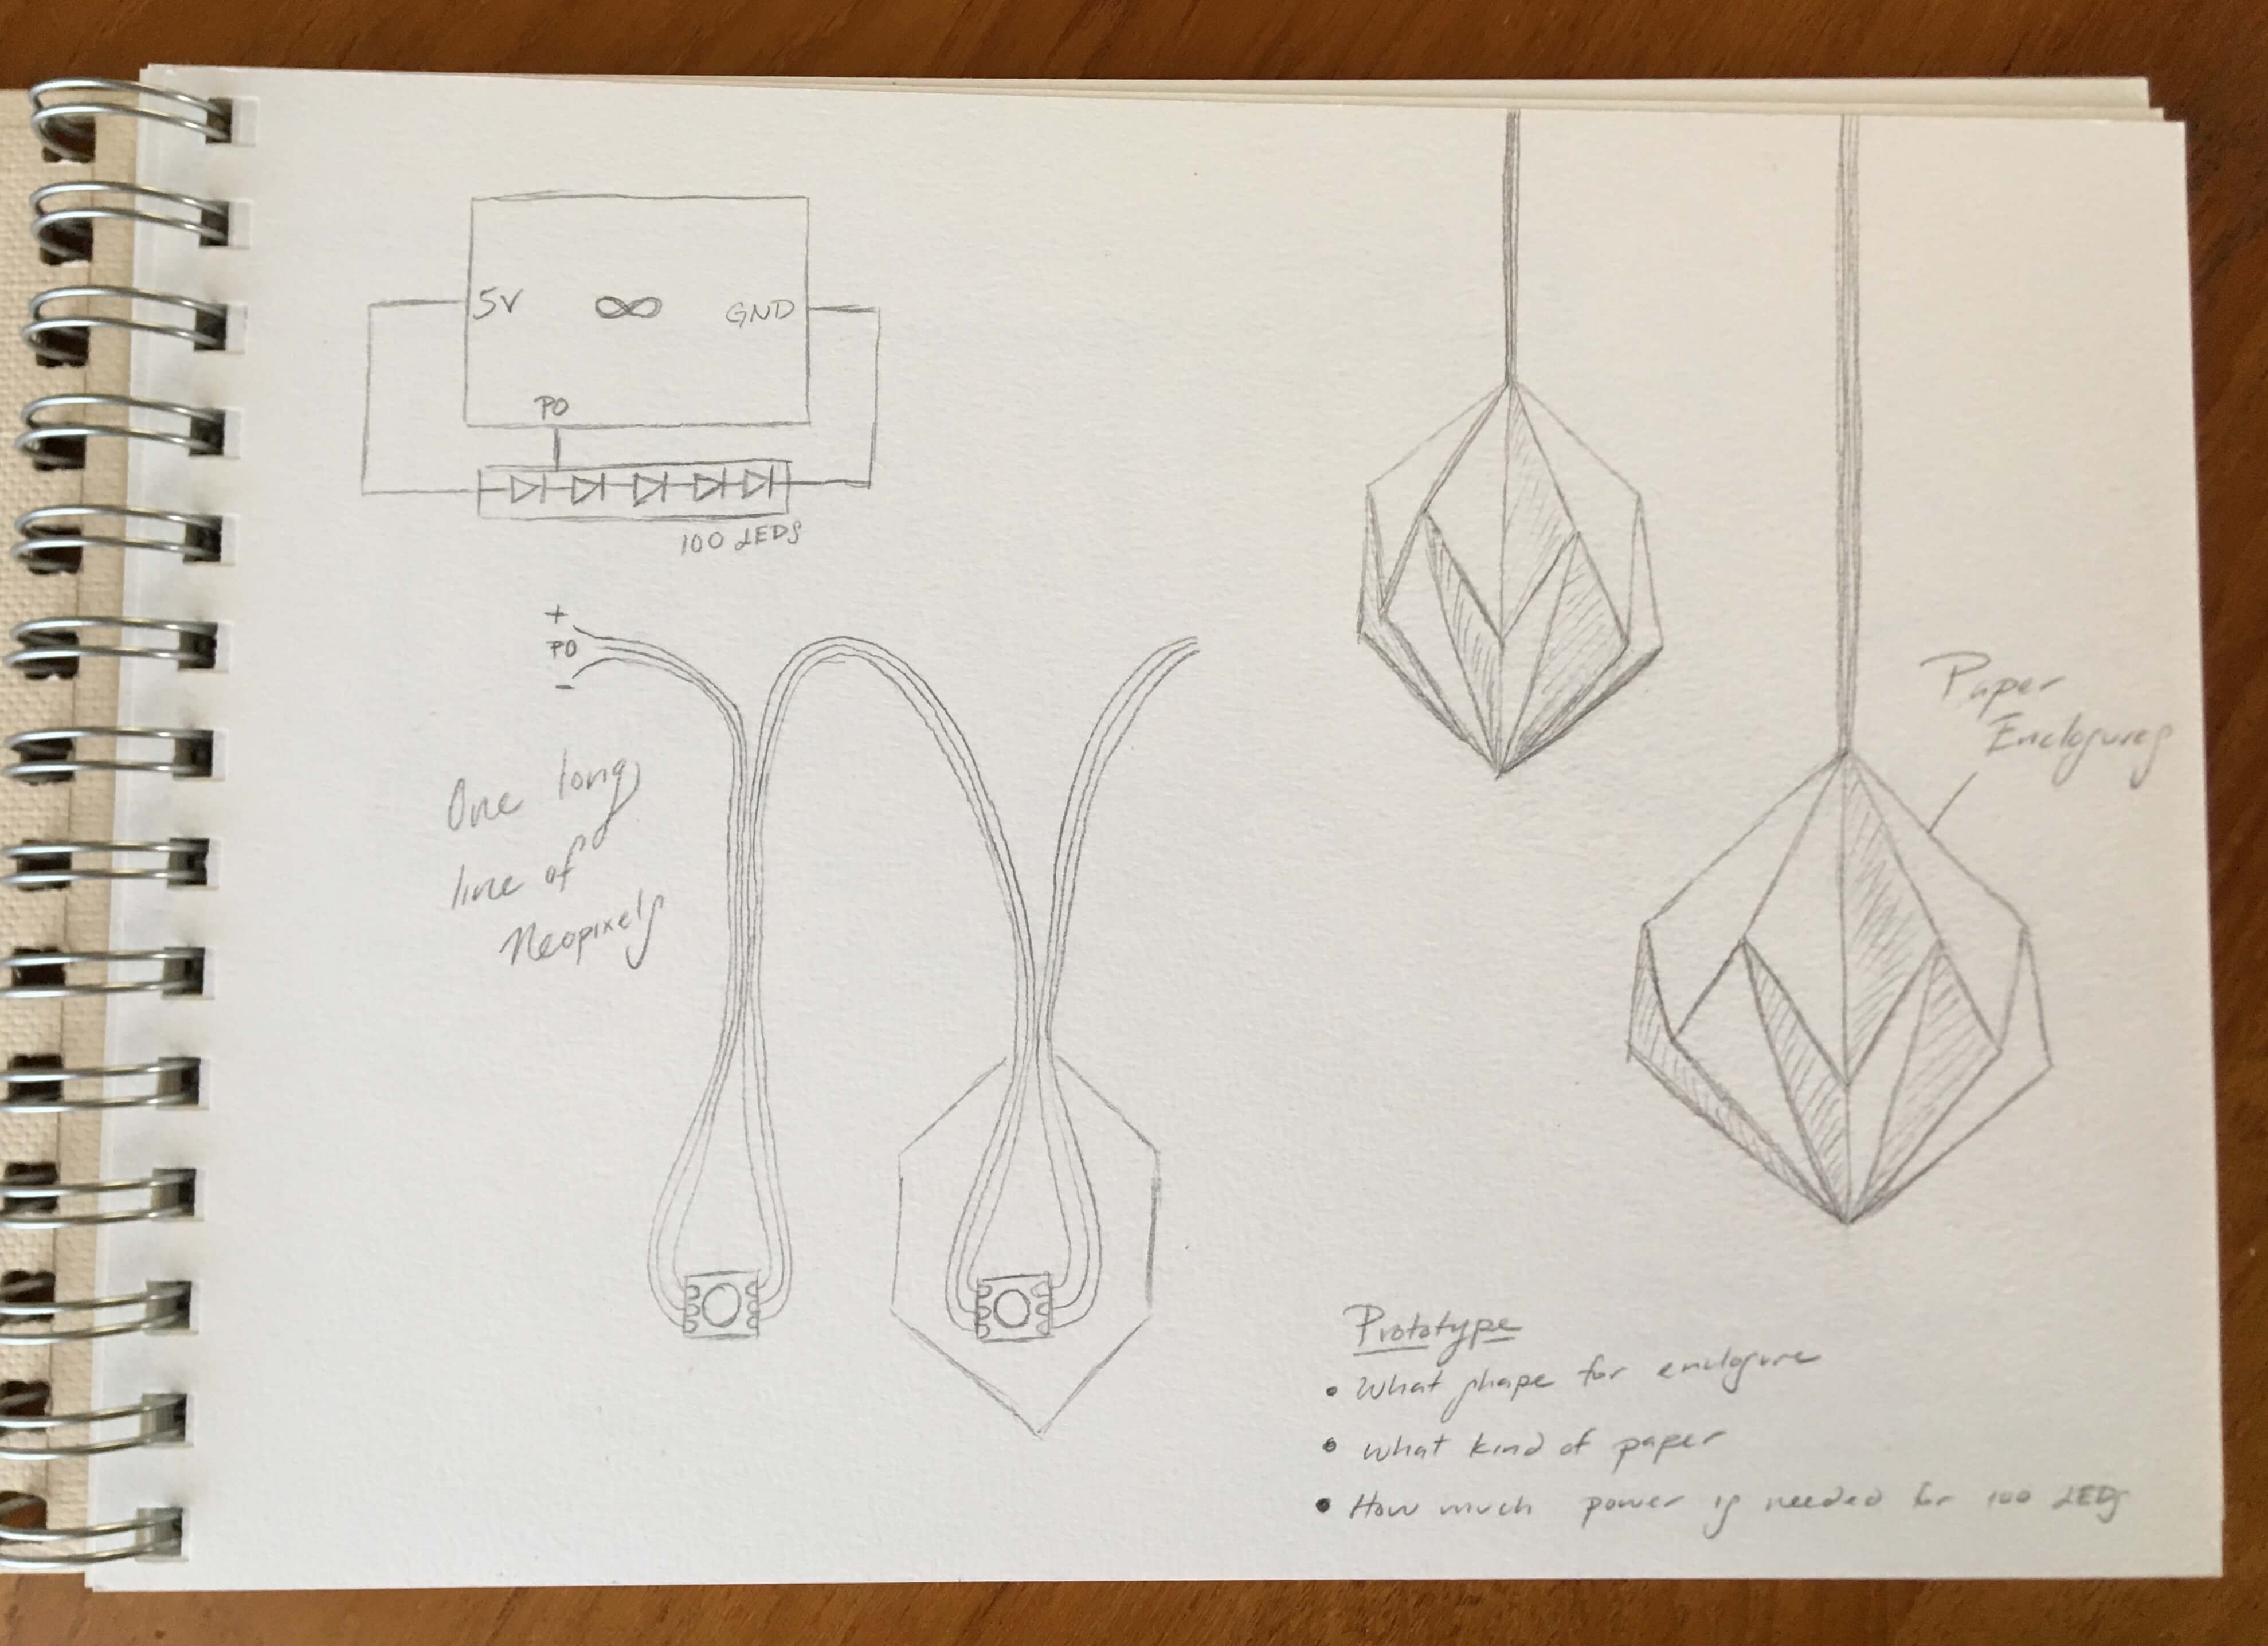 5V ∞ GND
PO
100 LEDs
+
PO
-
One long
line of
Neopixels
Paper
Enclosures
Prototype
• What shape for enclosure
• What kind of paper
• How much power is needed for 100 LEDs